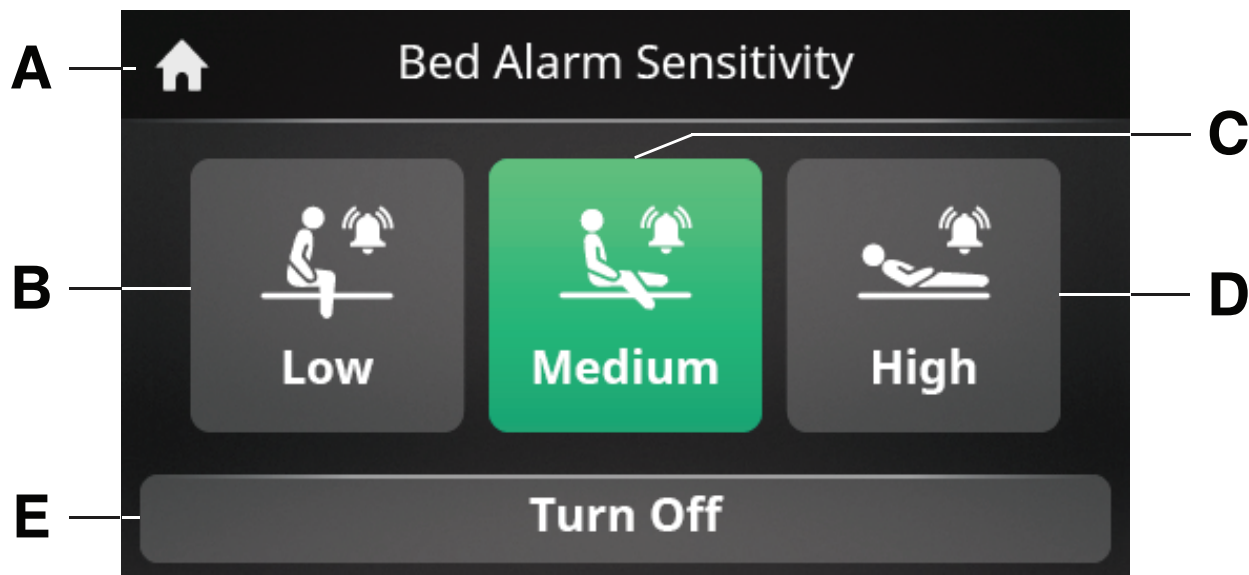 A
Bed Alarm Sensitivity
C
B
Low
Medium
High
D
E
Turn Off